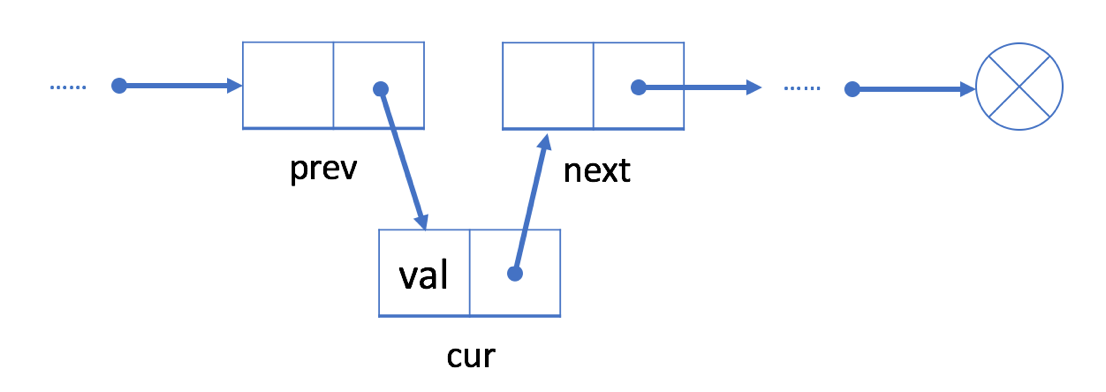 ......
......
prev
next
val
cur